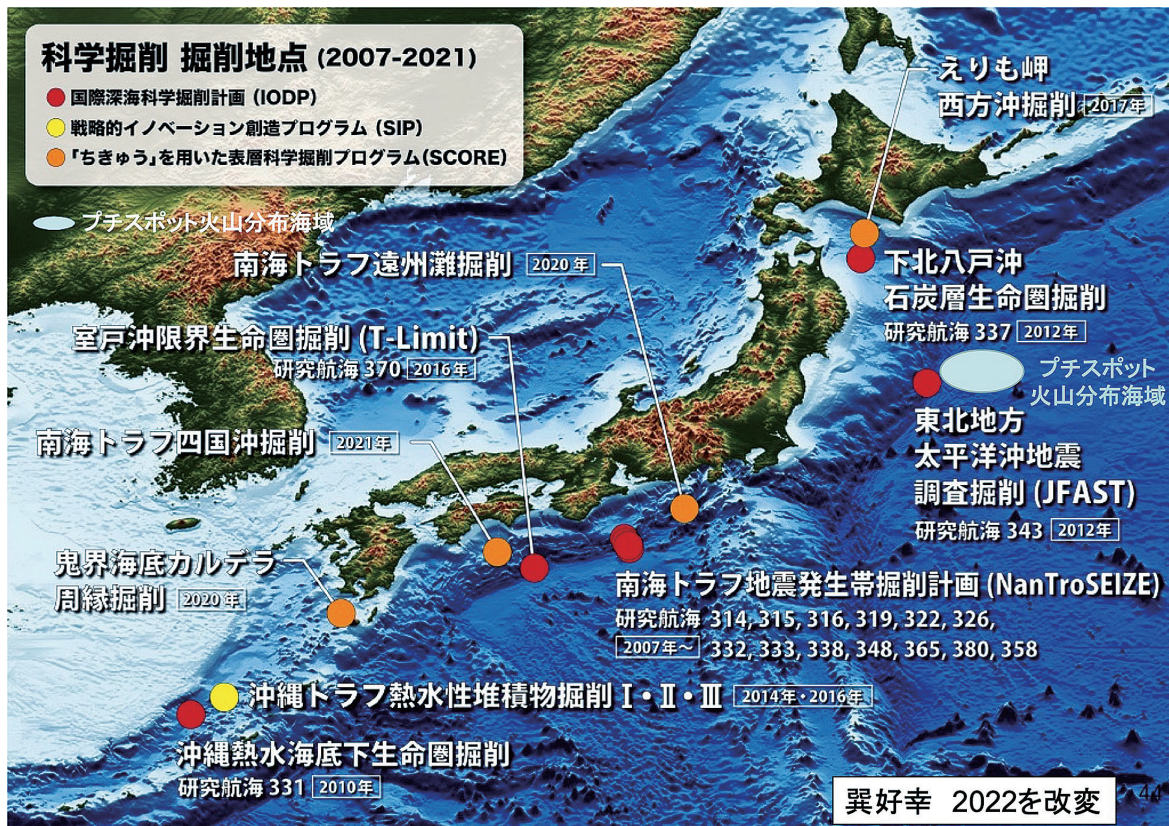 科学掘削 掘削地点 (2007-2021)
国際深海科学掘削計画 (IODP)
戦略的イノベーション創造プログラム (SIP)
「ちきゅう」を用いた表層科学掘削プログラム(SCORE)
プチスポット火山分布海域
えりも岬
西方沖掘削 2017年
南海トラフ遠州灘掘削 2020年
下北八戸沖
石炭層生命圏掘削
研究航海 337 2012年
室戸沖限界生命圏掘削 (T-Limit)
研究航海 370 2016年
プチスポット
火山分布海域
東北地方
太平洋沖地震
調査掘削 (JFAST)
研究航海 343 2012年
南海トラフ四国沖掘削 2021年
鬼界海底カルデラ
周縁掘削 2020年
南海トラフ地震発生帯掘削計画 (NanTroSEIZE)
研究航海 314, 315, 316, 319, 322, 326,
2007年〜 332, 333, 338, 348, 365, 380, 358
沖縄トラフ熱水性堆積物掘削 I・II・III 2014年・2016年
沖縄熱水海底下生命圏掘削
研究航海 331 2010年
巽好幸 2022を改変
44